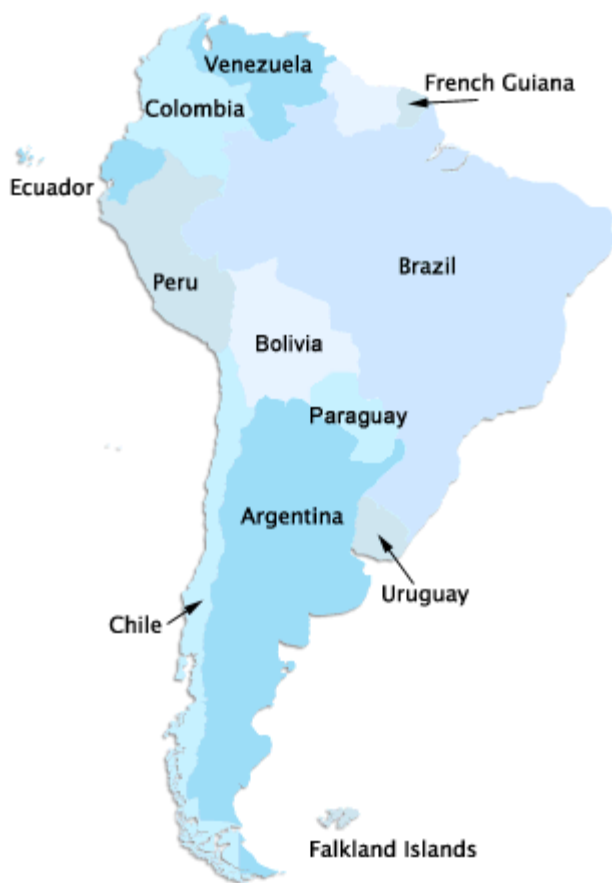 Venezuela
French Guiana
Colombia
Ecuador
Brazil
Peru
Bolivia
Paraguay
Argentina
Uruguay
Chile
Falkland Islands